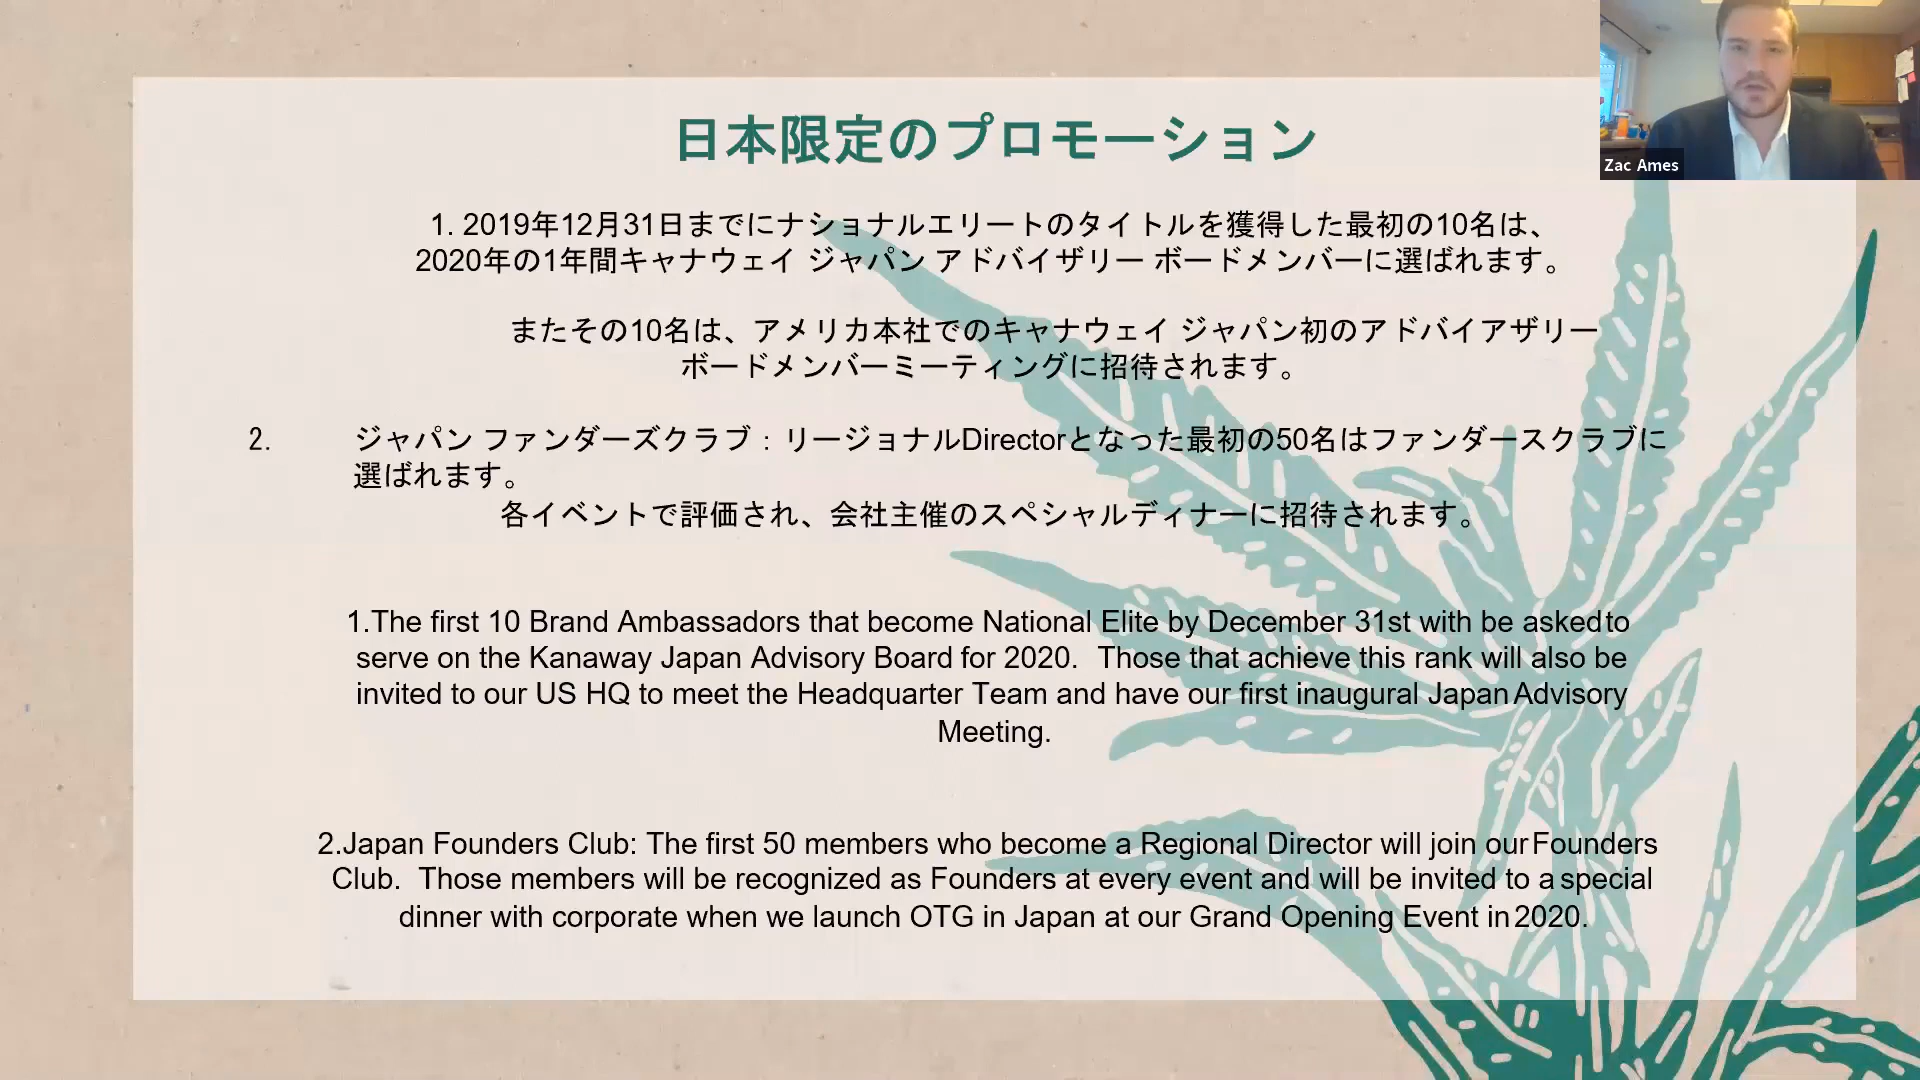 日本限定のプロモーション
Zac Ames
1. 2019年12月31日までにナショナルエリートのタイトルを獲得した最初の10名は、
2020年の1年間キャナウェイ ジャパン アドバイザリー ボードメンバーに選ばれます。
またその10名は、アメリカ本社でのキャナウェイ ジャパン初のアドバイアザリー
ボードメンバーミーティングに招待されます。
2. ジャパン ファンダーズクラブ：リージョナルDirectorとなった最初の50名はファンダースクラブに
選ばれます。
各イベントで評価され、会社主催のスペシャルディナーに招待されます。
1.The first 10 Brand Ambassadors that become National Elite by December 31st with be asked to
serve on the Kanaway Japan Advisory Board for 2020. Those that achieve this rank will also be
invited to our US HQ to meet the Headquarter Team and have our first inaugural Japan Advisory
Meeting.
2.Japan Founders Club: The first 50 members who become a Regional Director will join our Founders
Club. Those members will be recognized as Founders at every event and will be invited to a special
dinner with corporate when we launch OTG in Japan at our Grand Opening Event in 2020.